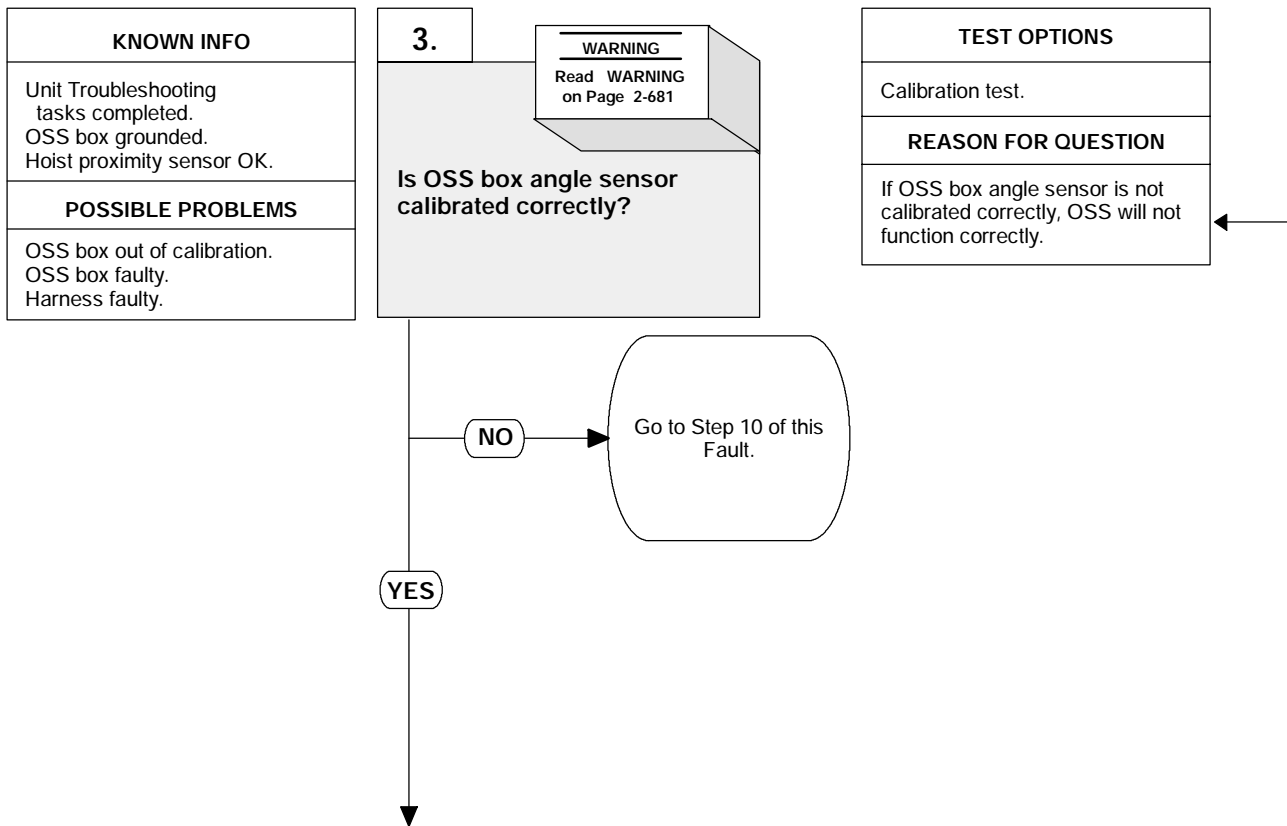 KNOWN INFO
Unit Troubleshooting
tasks completed.
OSS box grounded.
Hoist proximity sensor OK.
POSSIBLE PROBLEMS
OSS box out of calibration.
OSS box faulty.
Harness faulty.
3.
WARNING
Read WARNING
on Page 2-681
Is OSS box angle sensor
calibrated correctly?
TEST OPTIONS
Calibration test.
REASON FOR QUESTION
If OSS box angle sensor is not
calibrated correctly, OSS will not
function correctly.
NO
Go to Step 10 of this
Fault.
YES